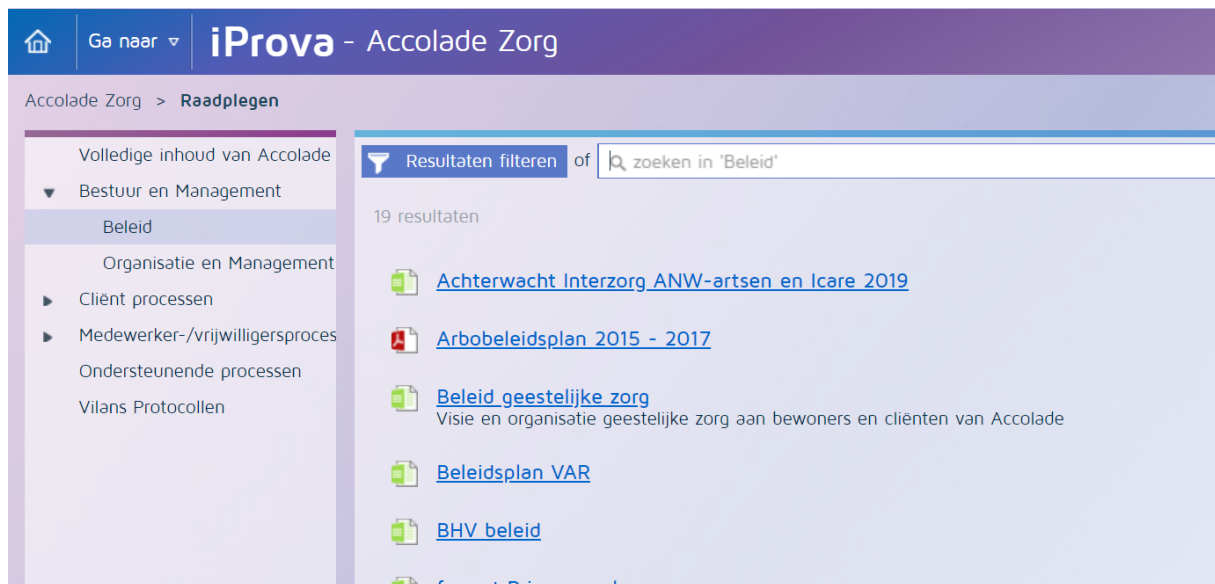 Ga naar iProva - Accolade Zorg
Accolade Zorg > Raadplegen
Volledige inhoud van Accolade
Bestuur en Management
Beleid
Organisatie en Management
Cliënt processen
Medewerker-/vrijwilligersproces
Ondersteunende processen
Vilans Protocollen
Resultaten filteren of zoeken in 'Beleid'
19 resultaten
Achterwacht Interzorg ANW-artsen en Icare 2019
Arbobeleidsplan 2015 - 2017
Beleid geestelijke zorg
Visie en organisatie geestelijke zorg aan bewoners en cliënten van Accolade
Beleidsplan VAR
BHV beleid